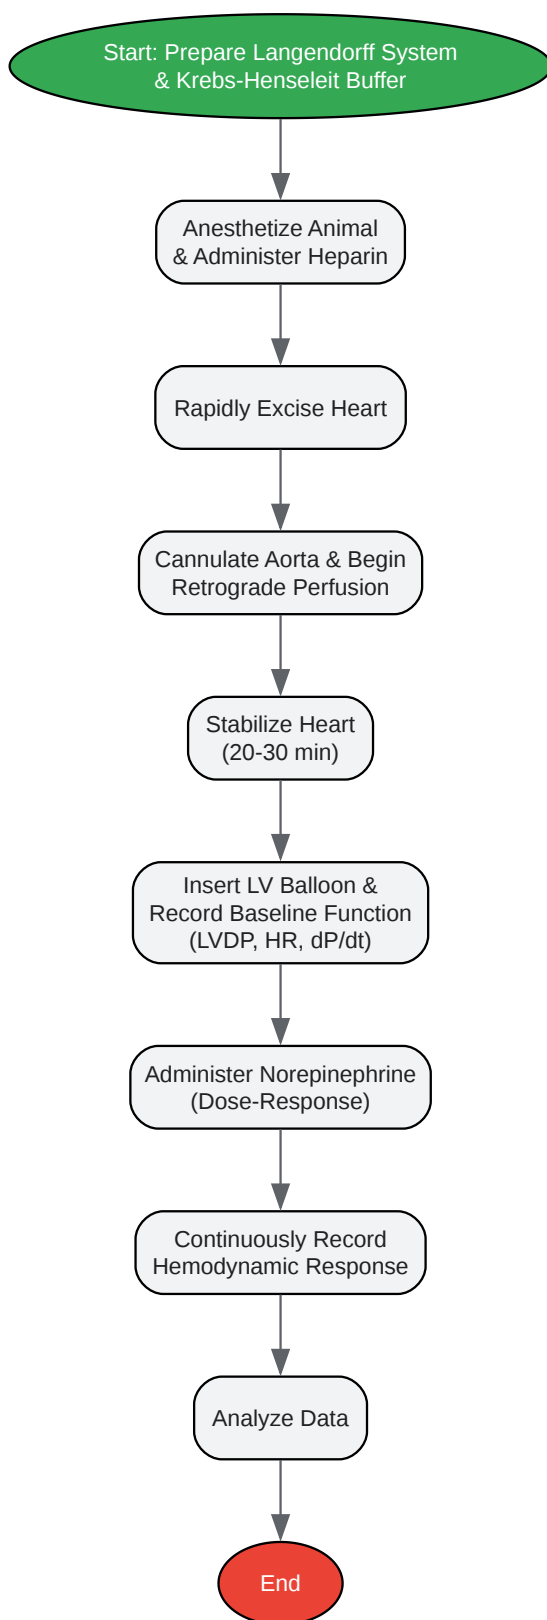 Start: Prepare Langendorff System
& Krebs-Henseleit Buffer
Anesthetize Animal
& Administer Heparin
Rapidly Excise Heart
Cannulate Aorta & Begin
Retrograde Perfusion
Stabilize Heart
(20-30 min)
Insert LV Balloon &
Record Baseline Function
(LVDP, HR, dP/dt)
Administer Norepinephrine
(Dose-Response)
Continuously Record
Hemodynamic Response
Analyze Data
End